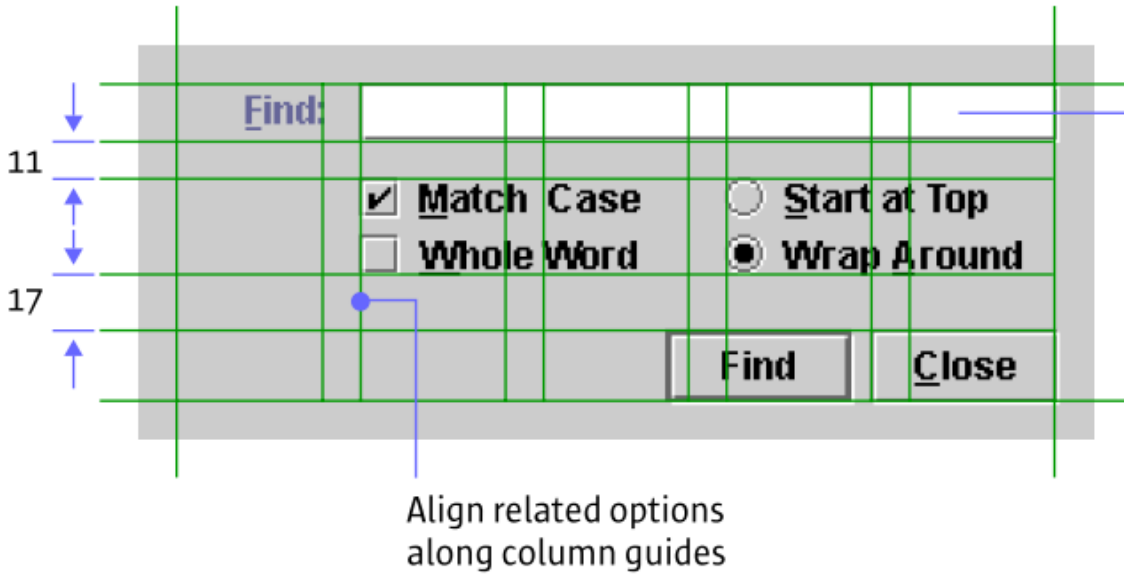 Find:
11
Match Case
Start at Top
Whole Word
Wrap Around
17
Find
Close
Align related options
along column guides